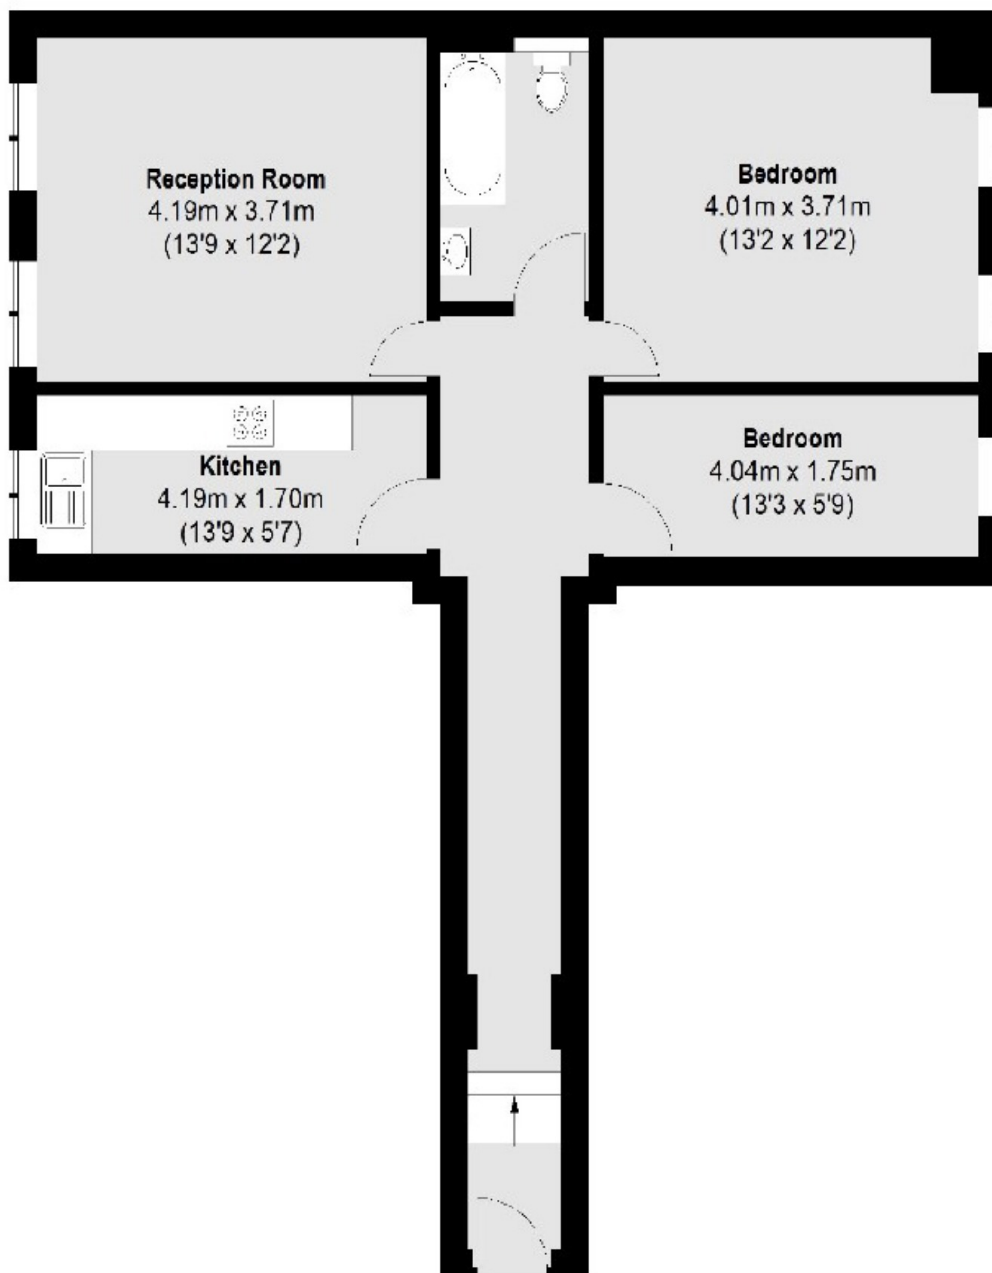 Reception Room
4.19m x 3.71m
(13'9 x 12'2)
Bedroom
4.01m x 3.71m
(13'2 x 12'2)
Kitchen
4.19m x 1.70m
(13'9 x 5'7)
Bedroom
4.04m x 1.75m
(13'3 x 5'9)